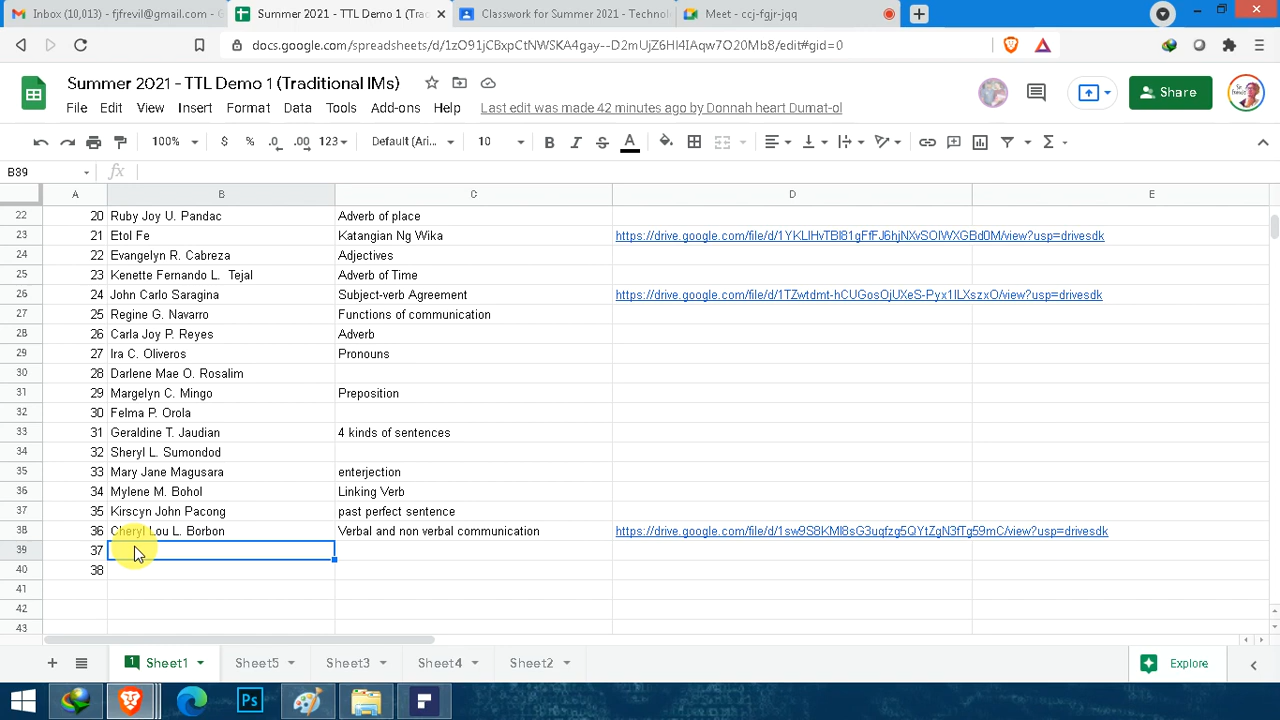 Inbox (10,013) - fjfrevil@gmail.com - G
Summer 2021 - TTL Demo 1 (Tra
Classwork for Summer 2021 - Technol
Meet - ccj-fgjr-jqq
docs.google.com/spreadsheets/d/1zO91jCBxpCtNWSKA4gay--D2mUjZ6Hl4IAqw7O20Mb8/edit#gid=0
Summer 2021 - TTL Demo 1 (Traditional IMs)
File Edit View Insert Format Data Tools Add-ons Help Last edit was made 42 minutes ago by Donnah heart Dumat-ol
Share
100% $ % .0 .00 123 Default (Ari... 10 B I S A
B39 fx
A B C D E
22 20 Ruby Joy U. Pandac Adverb of place
23 21 Etol Fe Katangian Ng Wika https://drive.google.com/file/d/1YKLlHvTBl81gFfFJ6hjNXvSOlWXGBd0M/view?usp=drivesdk
24 22 Evangelyn R. Cabreza Adjectives
25 23 Kenette Fernando L. Tejal Adverb of Time
26 24 John Carlo Saragina Subject-verb Agreement https://drive.google.com/file/d/1TZwtdmt-hCUGosOjUXeS-Pyx1ILXszxO/view?usp=drivesdk
27 25 Regine G. Navarro Functions of communication
28 26 Carla Joy P. Reyes Adverb
29 27 Ira C. Oliveros Pronouns
30 28 Darlene Mae O. Rosalim
31 29 Margelyn C. Mingo Preposition
32 30 Felma P. Orola
33 31 Geraldine T. Jaudian 4 kinds of sentences
34 32 Sheryl L. Sumondod
35 33 Mary Jane Magusara enterjection
36 34 Mylene M. Bohol Linking Verb
37 35 Kirscyn John Pacong past perfect sentence
38 36 Cheryl Lou L. Borbon Verbal and non verbal communication https://drive.google.com/file/d/1sw9S8KMl8sG3uqfzg5QYtZgN3fTg59mC/view?usp=drivesdk
39 37
40 38
41
42
43
Sheet1 Sheet5 Sheet3 Sheet4 Sheet2 Explore
Ps